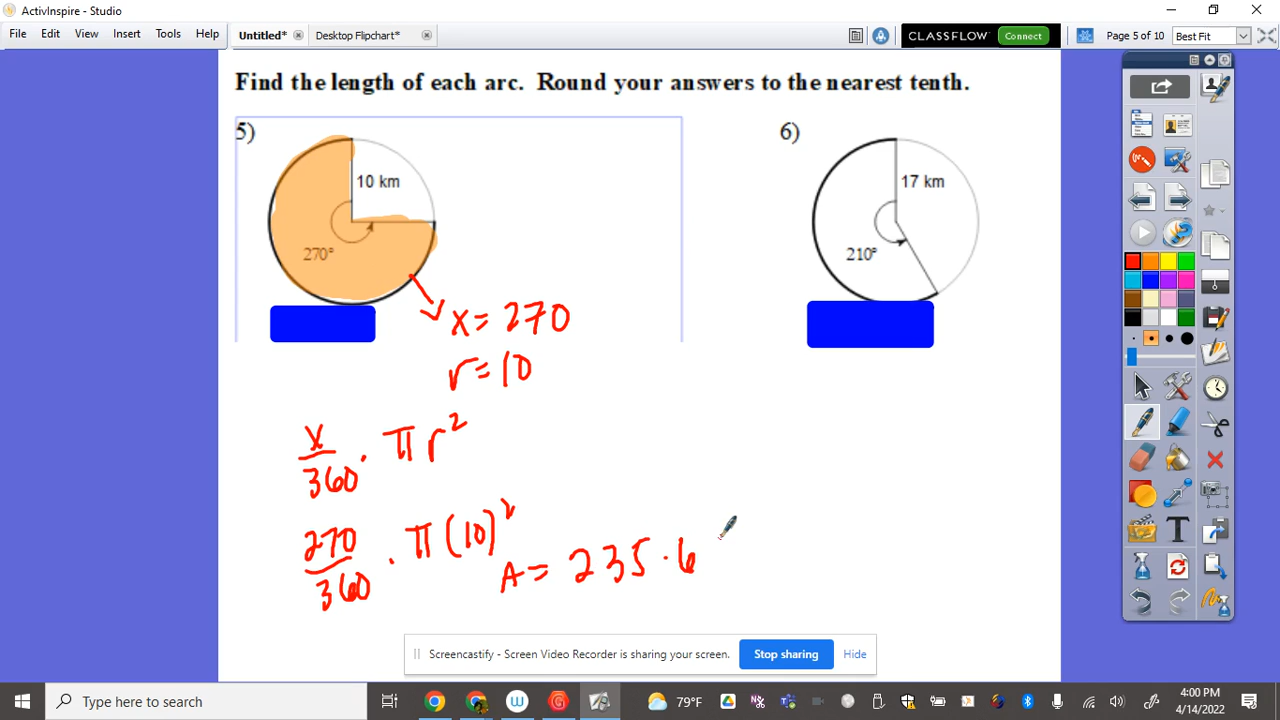 ActivInspire - Studio
File Edit View Insert Tools Help
Untitled* Desktop Flipchart*
CLASSFLOW Connect
Page 5 of 10 Best Fit
Find the length of each arc. Round your answers to the nearest tenth.
5)
10 km
270°
6)
17 km
210°
x = 270
r = 10
x/360 · π r²
270/360 · π (10)²
A = 235.6
Screencastify - Screen Video Recorder is sharing your screen. Stop sharing Hide
Type here to search
79°F
4:00 PM
4/14/2022